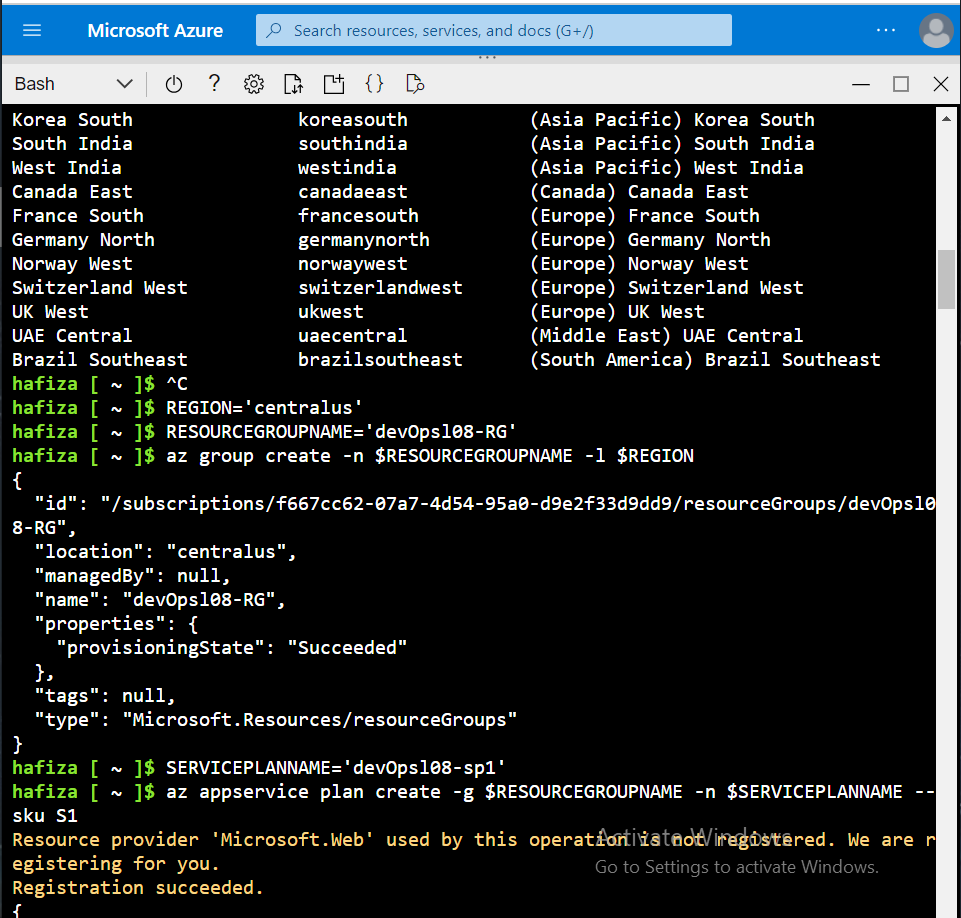 Microsoft Azure
Search resources, services, and docs (G+/)
Bash
Korea South koreasouth (Asia Pacific) Korea South
South India southindia (Asia Pacific) South India
West India westindia (Asia Pacific) West India
Canada East canadaeast (Canada) Canada East
France South francesouth (Europe) France South
Germany North germanynorth (Europe) Germany North
Norway West norwaywest (Europe) Norway West
Switzerland West switzerlandwest (Europe) Switzerland West
UK West ukwest (Europe) UK West
UAE Central uaecentral (Middle East) UAE Central
Brazil Southeast brazilsoutheast (South America) Brazil Southeast
hafiza [ ~ ]$ ^C
hafiza [ ~ ]$ REGION='centralus'
hafiza [ ~ ]$ RESOURCEGROUPNAME='devOpsl08-RG'
hafiza [ ~ ]$ az group create -n $RESOURCEGROUPNAME -l $REGION
{
"id": "/subscriptions/f667cc62-07a7-4d54-95a0-d9e2f33d9dd9/resourceGroups/devOpsl0
8-RG",
"location": "centralus",
"managedBy": null,
"name": "devOpsl08-RG",
"properties": {
"provisioningState": "Succeeded"
},
"tags": null,
"type": "Microsoft.Resources/resourceGroups"
}
hafiza [ ~ ]$ SERVICEPLANNAME='devOpsl08-sp1'
hafiza [ ~ ]$ az appservice plan create -g $RESOURCEGROUPNAME -n $SERVICEPLANNAME --
sku S1
Resource provider 'Microsoft.Web' used by this operation is not registered. We are r
egistering for you.
Registration succeeded.
{
Activate Windows
Go to Settings to activate Windows.